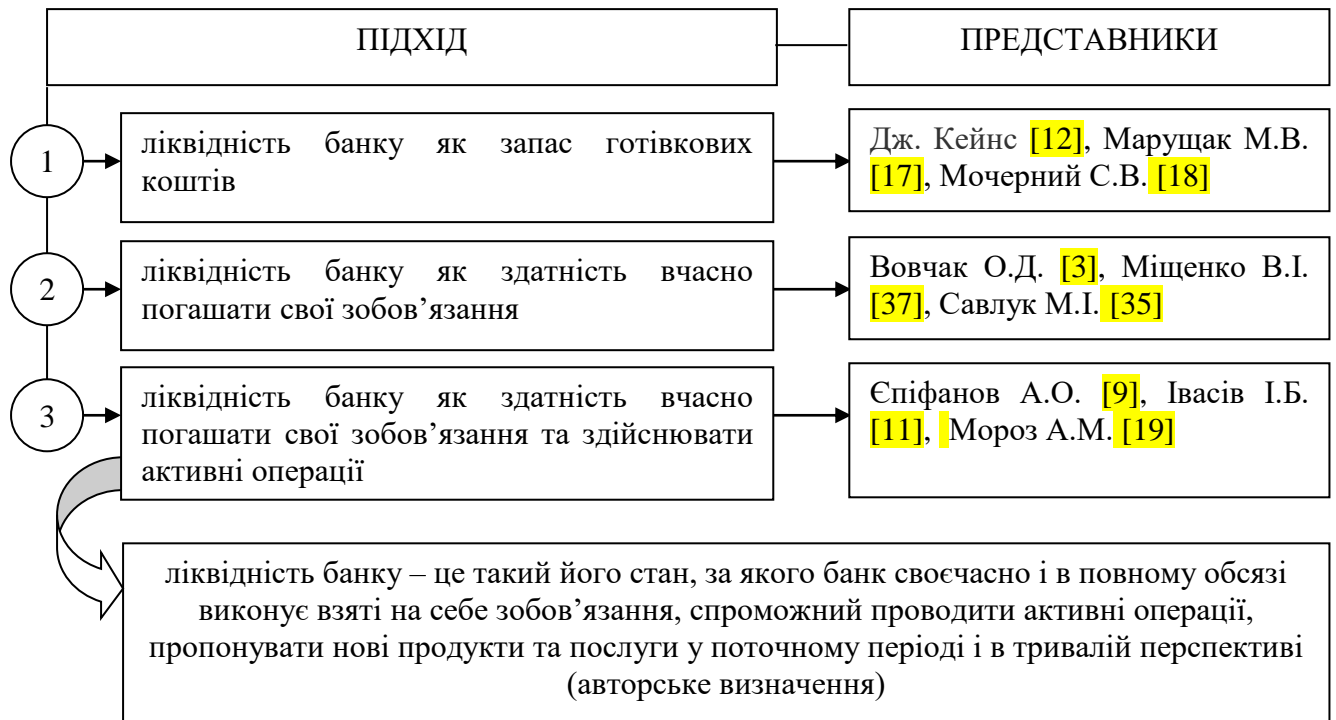 ПІДХІД
ПРЕДСТАВНИКИ
1
ліквідність банку як запас готівкових
коштів
Дж. Кейнс [12], Марущак М.В.
[17], Мочерний С.В. [18]
2
ліквідність банку як здатність вчасно
погашати свої зобов’язання
Вовчак О.Д. [3], Міщенко В.І.
[37], Савлук М.І. [35]
3
ліквідність банку як здатність вчасно
погашати свої зобов’язання та здійснювати
активні операції
Єпіфанов А.О. [9], Івасів І.Б.
[11], Мороз А.М. [19]
ліквідність банку – це такий його стан, за якого банк своєчасно і в повному обсязі
виконує взяті на себе зобов’язання, спроможний проводити активні операції,
пропонувати нові продукти та послуги у поточному періоді і в тривалій перспективі
(авторське визначення)